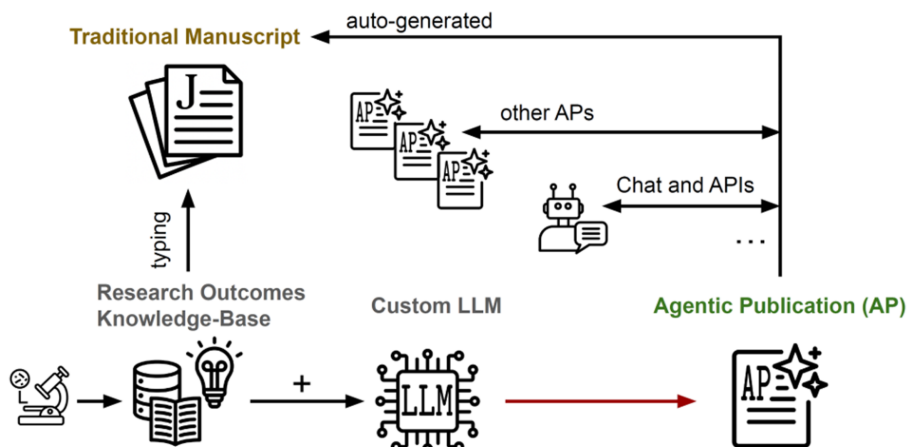 auto-generated
Traditional Manuscript
J
AP
AP
AP
other APs
Chat and APIs
...
typing
Research Outcomes
Knowledge-Base
Custom LLM
Agentic Publication (AP)
+
LLM
AP